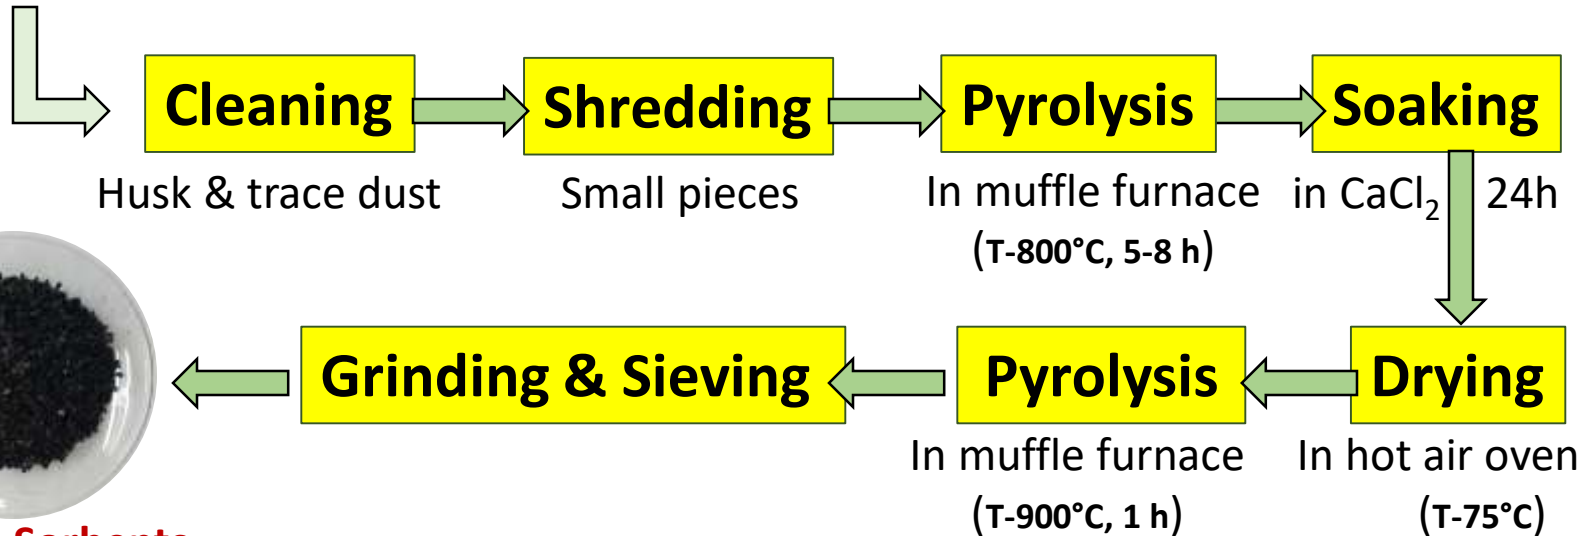 Cleaning
Husk & trace dust
Shredding
Small pieces
Pyrolysis
In muffle furnace
(T-800°C, 5-8 h)
Soaking
in CaCl₂ 24h
Drying
In hot air oven
(T-75°C)
Pyrolysis
In muffle furnace
(T-900°C, 1 h)
Grinding & Sieving
Sorbents